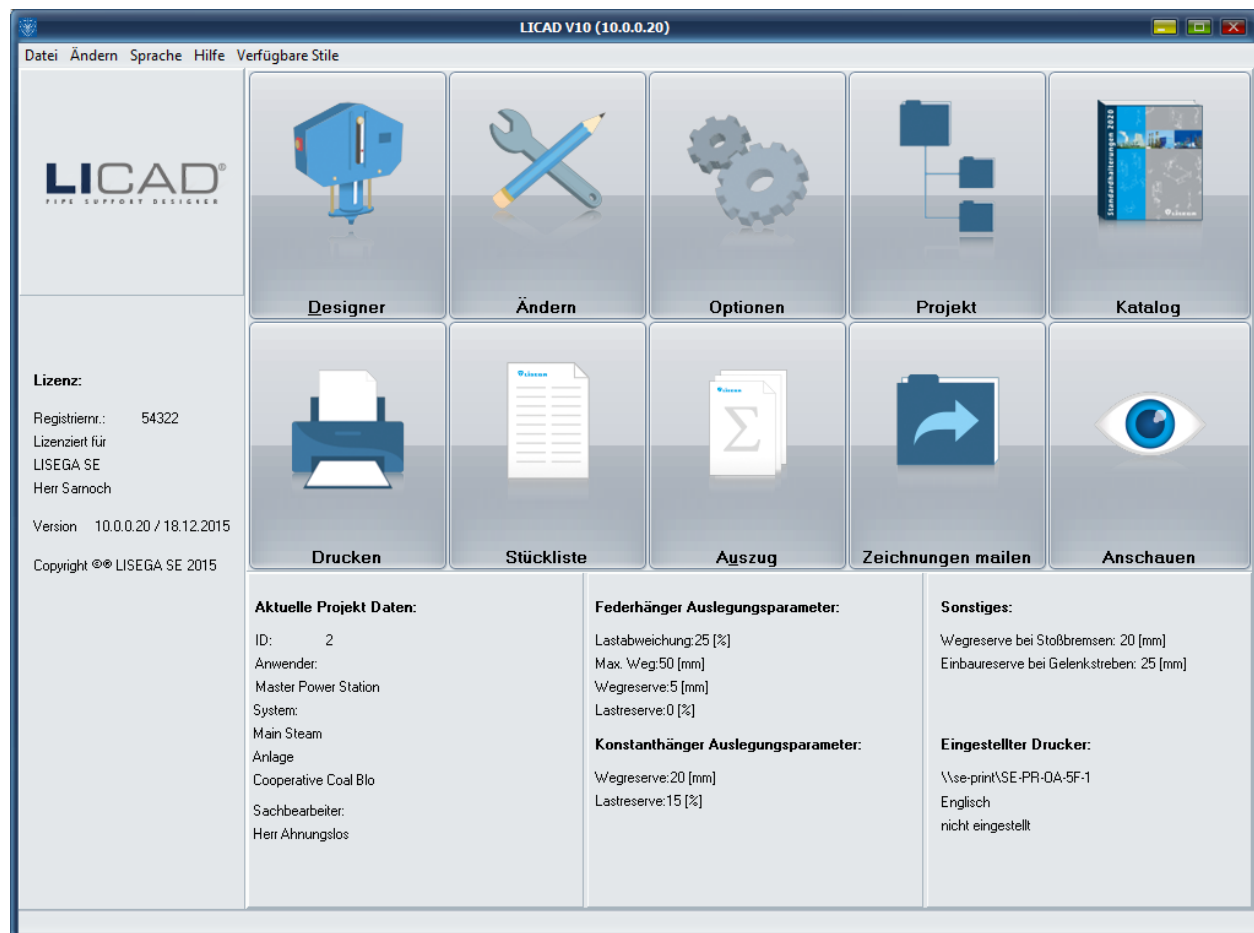 LICAD V10 (10.0.0.20)
Datei Ändern Sprache Hilfe Verfügbare Stile
LICAD®
PIPE SUPPORT DESIGNER
Standardhalterungen 2020
LISEGA
Designer
Ändern
Optionen
Projekt
Katalog
LISEGA
LISEGA
Drucken
Stückliste
Auszug
Zeichnungen mailen
Anschauen
Lizenz:
Registriernr.: 54322
Lizenziert für
LISEGA SE
Herr Sarnoch
Version 10.0.0.20 / 18.12.2015
Copyright ©® LISEGA SE 2015
Aktuelle Projekt Daten:
ID: 2
Anwender:
Master Power Station
System:
Main Steam
Anlage
Cooperative Coal Blo
Sachbearbeiter:
Herr Ahnungslos
Federhänger Auslegungsparameter:
Lastabweichung:25 [%]
Max. Weg:50 [mm]
Wegreserve:5 [mm]
Lastreserve:0 [%]
Konstanthänger Auslegungsparameter:
Wegreserve:20 [mm]
Lastreserve:15 [%]
Sonstiges:
Wegreserve bei Stoßbremsen: 20 [mm]
Einbaureserve bei Gelenkstreben: 25 [mm]
Eingestellter Drucker:
\\se-print\SE-PR-OA-5F-1
Englisch
nicht eingestellt